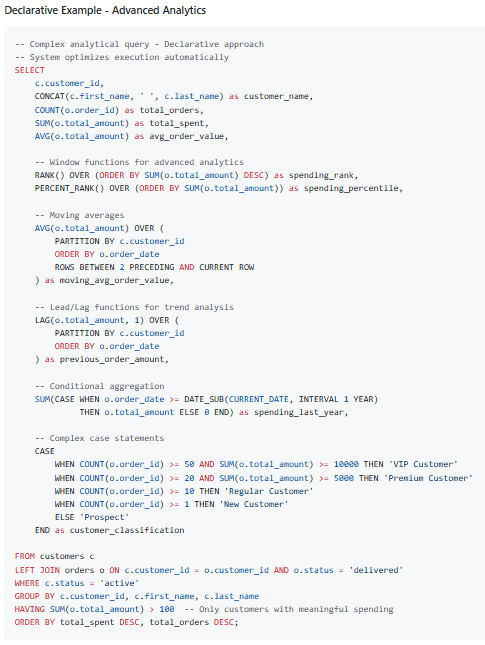 Declarative Example - Advanced Analytics
-- Complex analytical query - Declarative approach
-- System optimizes execution automatically
SELECT
    c.customer_id,
    CONCAT(c.first_name, ' ', c.last_name) as customer_name,
    COUNT(o.order_id) as total_orders,
    SUM(o.total_amount) as total_spent,
    AVG(o.total_amount) as avg_order_value,

    -- Window functions for advanced analytics
    RANK() OVER (ORDER BY SUM(o.total_amount) DESC) as spending_rank,
    PERCENT_RANK() OVER (ORDER BY SUM(o.total_amount)) as spending_percentile,

    -- Moving averages
    AVG(o.total_amount) OVER (
        PARTITION BY c.customer_id
        ORDER BY o.order_date
        ROWS BETWEEN 2 PRECEDING AND CURRENT ROW
    ) as moving_avg_order_value,

    -- Lead/Lag functions for trend analysis
    LAG(o.total_amount, 1) OVER (
        PARTITION BY c.customer_id
        ORDER BY o.order_date
    ) as previous_order_amount,

    -- Conditional aggregation
    SUM(CASE WHEN o.order_date >= DATE_SUB(CURRENT_DATE, INTERVAL 1 YEAR)
             THEN o.total_amount ELSE 0 END) as spending_last_year,

    -- Complex case statements
    CASE
        WHEN COUNT(o.order_id) >= 50 AND SUM(o.total_amount) >= 10000 THEN 'VIP Customer'
        WHEN COUNT(o.order_id) >= 20 AND SUM(o.total_amount) >= 5000 THEN 'Premium Customer'
        WHEN COUNT(o.order_id) >= 10 THEN 'Regular Customer'
        WHEN COUNT(o.order_id) >= 1 THEN 'New Customer'
        ELSE 'Prospect'
    END as customer_classification

FROM customers c
LEFT JOIN orders o ON c.customer_id = o.customer_id AND o.status = 'delivered'
WHERE c.status = 'active'
GROUP BY c.customer_id, c.first_name, c.last_name
HAVING SUM(o.total_amount) > 100  -- Only customers with meaningful spending
ORDER BY total_spent DESC, total_orders DESC;